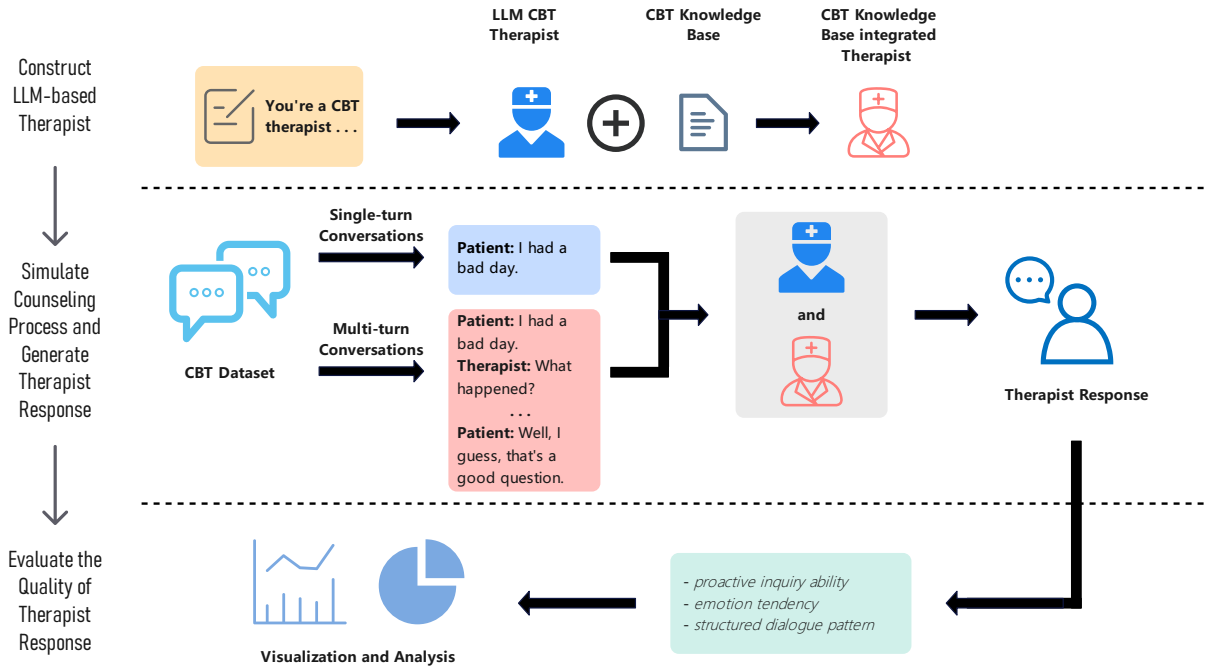 Construct
LLM-based
Therapist
You're a CBT
therapist . . .
LLM CBT
Therapist
CBT Knowledge
Base
CBT Knowledge
Base integrated
Therapist
Simulate
Counseling
Process and
Generate
Therapist
Response
CBT Dataset
Single-turn
Conversations
Multi-turn
Conversations
Patient: I had a
bad day.
Patient: I had a
bad day.
Therapist: What
happened?
. . .
Patient: Well, I
guess, that's a
good question.
and
Therapist Response
Evaluate the
Quality of
Therapist
Response
Visualization and Analysis
- proactive inquiry ability
- emotion tendency
- structured dialogue pattern